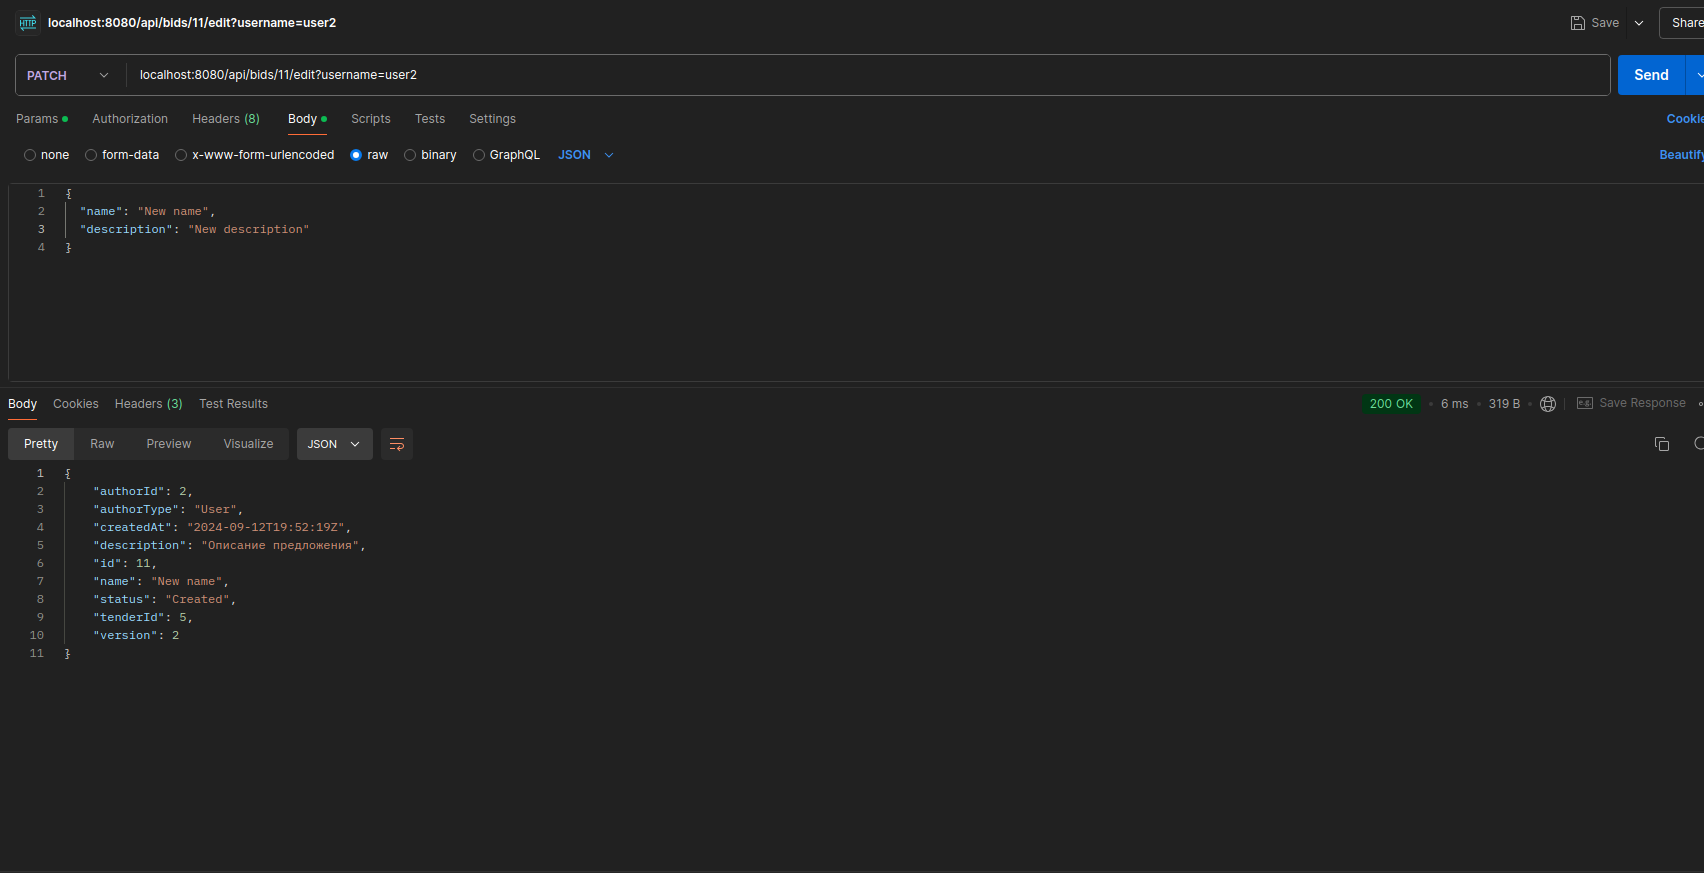 HTTP localhost:8080/api/bids/11/edit?username=user2 Save Share
PATCH localhost:8080/api/bids/11/edit?username=user2 Send
Params Authorization Headers (8) Body Scripts Tests Settings Cookie
none form-data x-www-form-urlencoded raw binary GraphQL JSON Beautify
1 {
2 "name": "New name",
3 "description": "New description"
4 }
Body Cookies Headers (3) Test Results 200 OK 6 ms 319 B e.g. Save Response
Pretty Raw Preview Visualize JSON
1 {
2 "authorId": 2,
3 "authorType": "User",
4 "createdAt": "2024-09-12T19:52:19Z",
5 "description": "Описание предложения",
6 "id": 11,
7 "name": "New name",
8 "status": "Created",
9 "tenderId": 5,
10 "version": 2
11 }